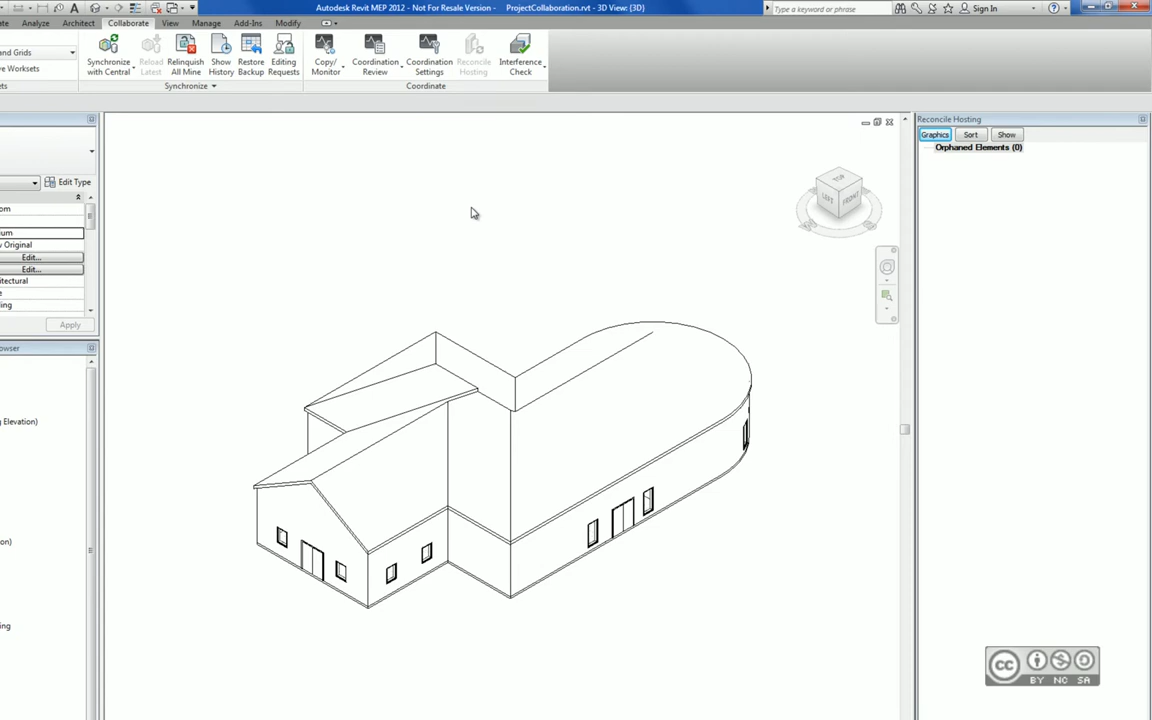 Autodesk Revit MEP 2012 - Not For Resale Version - ProjectCollaboration.rvt - 3D View: {3D}
Type a keyword or phrase
Sign In
Analyze Architect Collaborate View Manage Add-Ins Modify
and Grids
Worksets
Synchronize with Central
Reload Latest
Relinquish All Mine
Show History
Restore Backup
Editing Requests
Copy/ Monitor
Coordination Review
Coordination Settings
Reconcile Hosting
Interference Check
Synchronize
Coordinate
Edit Type
Original
Edit...
Edit...
itectural
Apply
owser
Elevation)
Reconcile Hosting
Graphics Sort Show
Orphaned Elements (0)
TOP
LEFT
FRONT
CC
BY NC SA